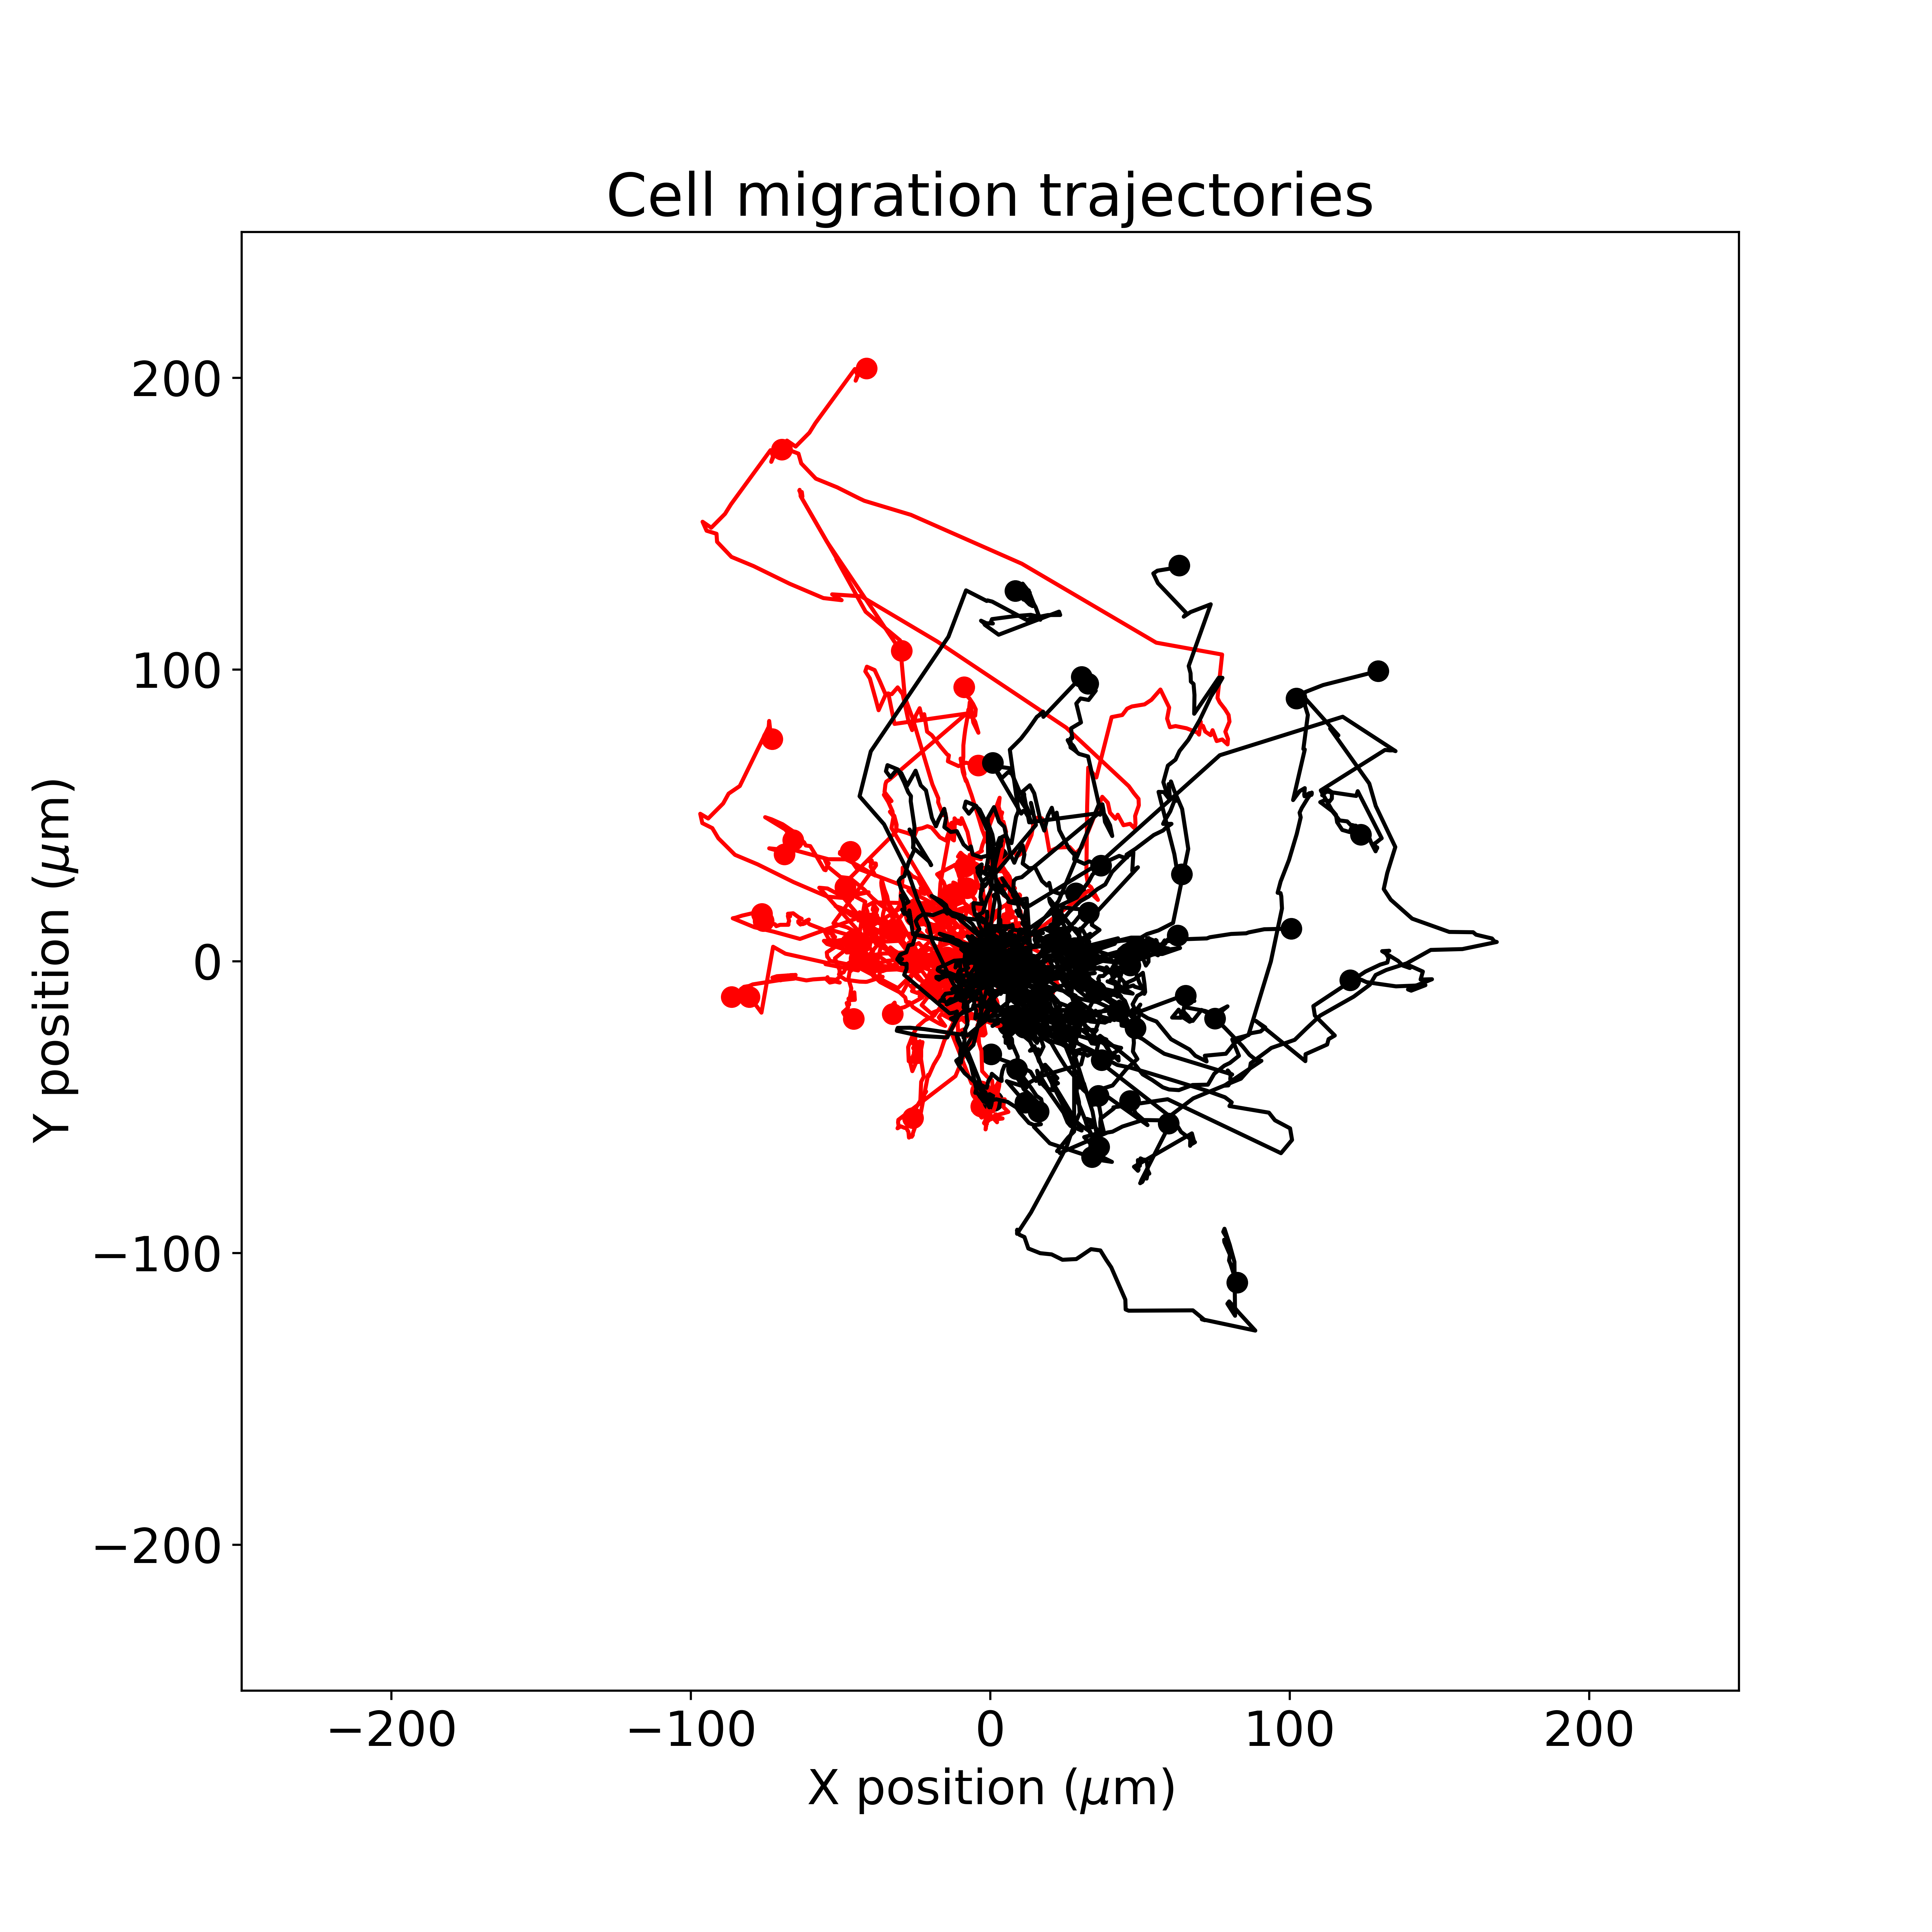 Cell migration trajectories
200
100
0
−100
−200
Y position (μm)
−200 −100 0 100 200
X position (μm)